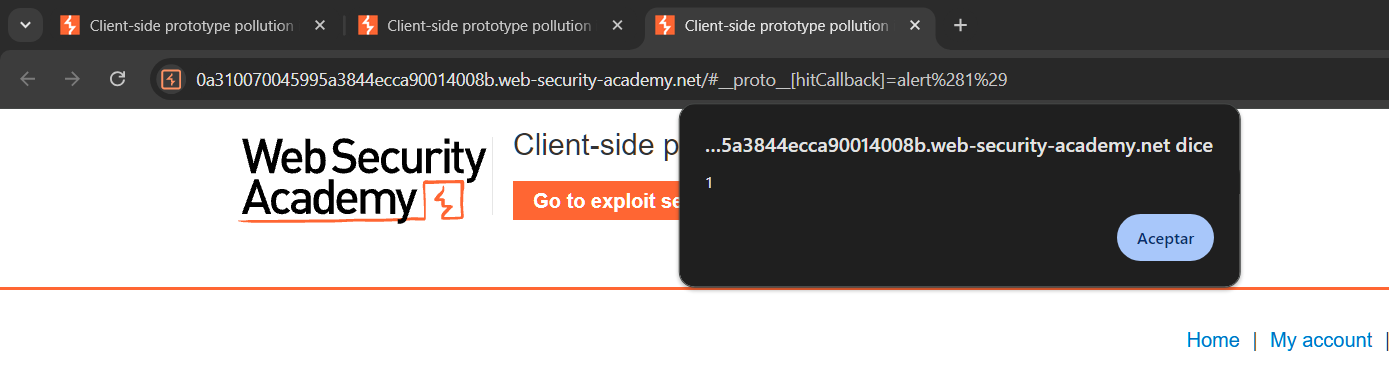 Client-side prototype pollution
Client-side prototype pollution
Client-side prototype pollution
0a310070045995a3844ecca90014008b.web-security-academy.net/#__proto__[hitCallback]=alert%281%29
Web Security
Academy
Client-side p
Go to exploit se
...5a3844ecca90014008b.web-security-academy.net dice
1
Aceptar
Home | My account |